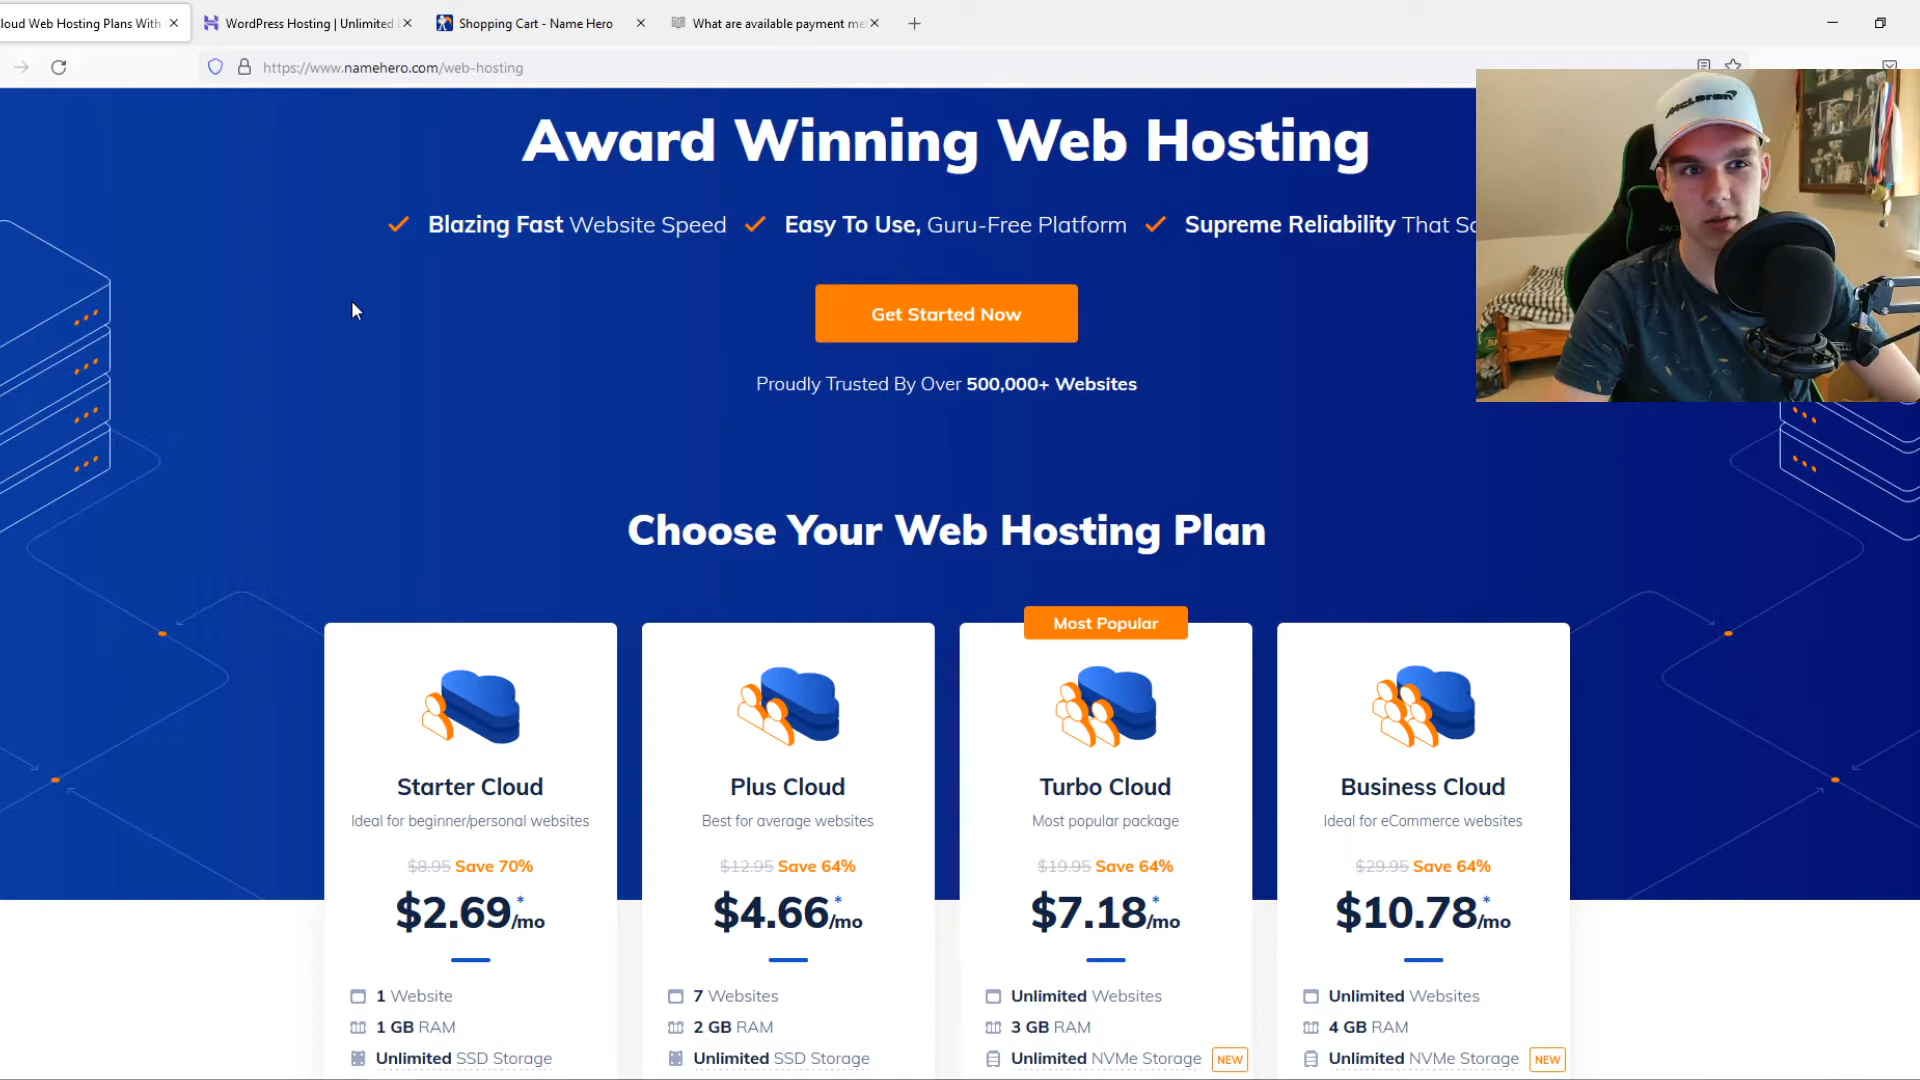 loud Web Hosting Plans With
WordPress Hosting | Unlimited
Shopping Cart - Name Hero
What are available payment me
https://www.namehero.com/web-hosting
Award Winning Web Hosting
Blazing Fast Website Speed
Easy To Use, Guru-Free Platform
Supreme Reliability That Sc
McLaren
Get Started Now
Proudly Trusted By Over 500,000+ Websites
Choose Your Web Hosting Plan
Starter Cloud
Ideal for beginner/personal websites
$8.95 Save 70%
$2.69*/mo
1 Website
1 GB RAM
Unlimited SSD Storage
Plus Cloud
Best for average websites
$12.95 Save 64%
$4.66*/mo
7 Websites
2 GB RAM
Unlimited SSD Storage
Most Popular
Turbo Cloud
Most popular package
$19.95 Save 64%
$7.18*/mo
Unlimited Websites
3 GB RAM
Unlimited NVMe Storage NEW
Business Cloud
Ideal for eCommerce websites
$29.95 Save 64%
$10.78*/mo
Unlimited Websites
4 GB RAM
Unlimited NVMe Storage NEW